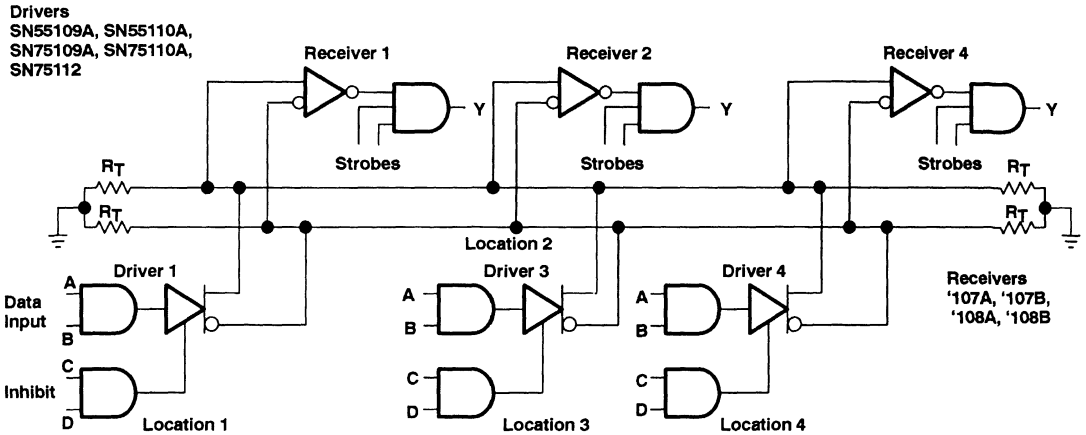 Drivers
SN55109A, SN55110A,
SN75109A, SN75110A,
SN75112
Receiver 1
Receiver 2
Receiver 4
Y
Y
Y
Strobes
Strobes
Strobes
RT
RT
RT
RT
Location 2
Driver 1
Driver 3
Driver 4
Receivers
'107A, '107B,
'108A, '108B
Data
Input
A
B
A
B
A
B
Inhibit
C
D
C
D
C
D
Location 1
Location 3
Location 4